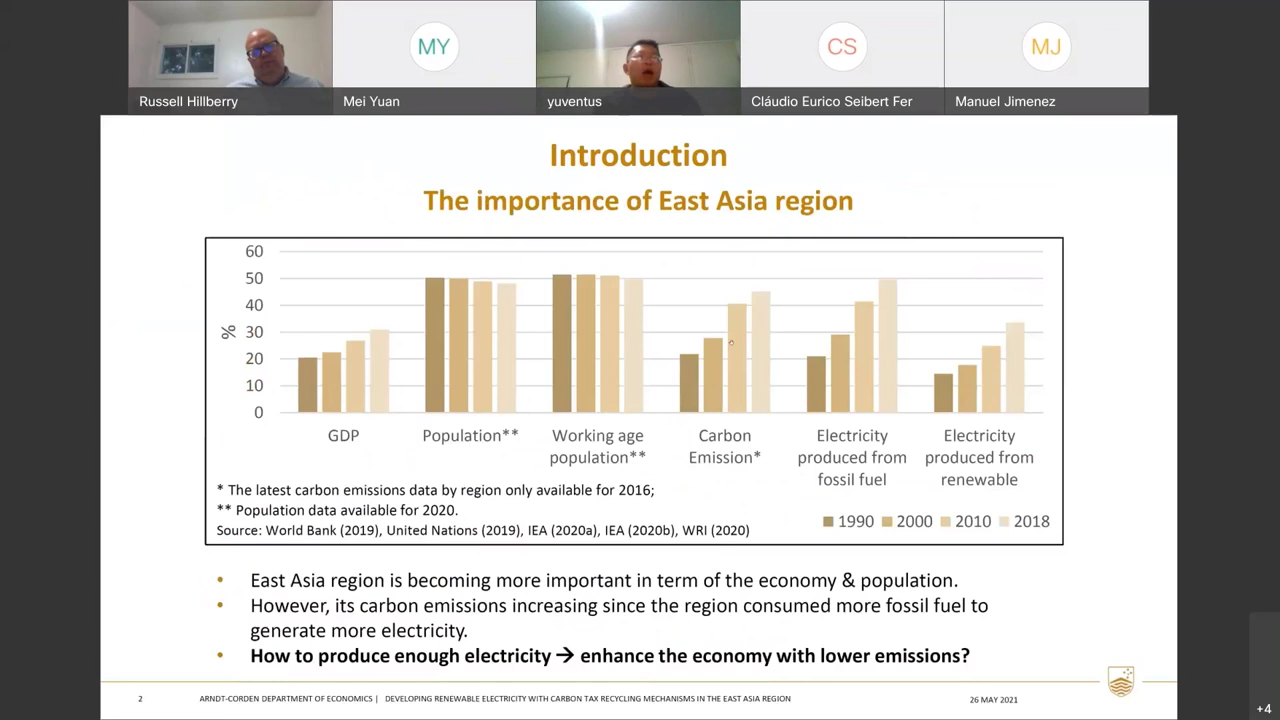 MY
CS
MJ
Russell Hillberry
Mei Yuan
yuventus
Cláudio Eurico Seibert Fer
Manuel Jimenez
Introduction
The importance of East Asia region
60
50
40
30
20
10
0
%
GDP
Population**
Working age
population**
Carbon
Emission*
Electricity
produced from
fossil fuel
Electricity
produced from
renewable
* The latest carbon emissions data by region only available for 2016;
** Population data available for 2020.
Source: World Bank (2019), United Nations (2019), IEA (2020a), IEA (2020b), WRI (2020)
1990 2000 2010 2018
• East Asia region is becoming more important in term of the economy & population.
• However, its carbon emissions increasing since the region consumed more fossil fuel to
generate more electricity.
• How to produce enough electricity → enhance the economy with lower emissions?
2
ARNDT-CORDEN DEPARTMENT OF ECONOMICS | DEVELOPING RENEWABLE ELECTRICITY WITH CARBON TAX RECYCLING MECHANISMS IN THE EAST ASIA REGION
26 MAY 2021
+4